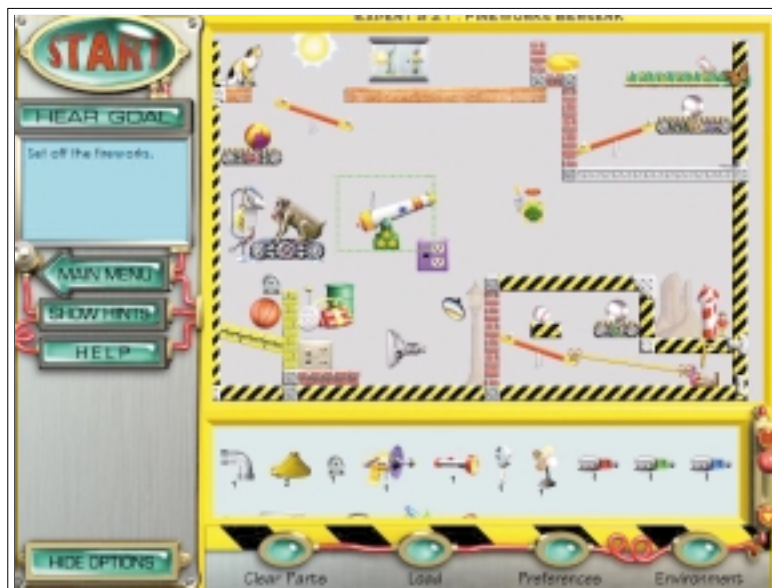 START
HEAR GOAL
Set off the fireworks.
MAIN MENU
SHOW HINTS
HELP
HIDE OPTIONS
Clear Parts
Load
Preferences
Environment